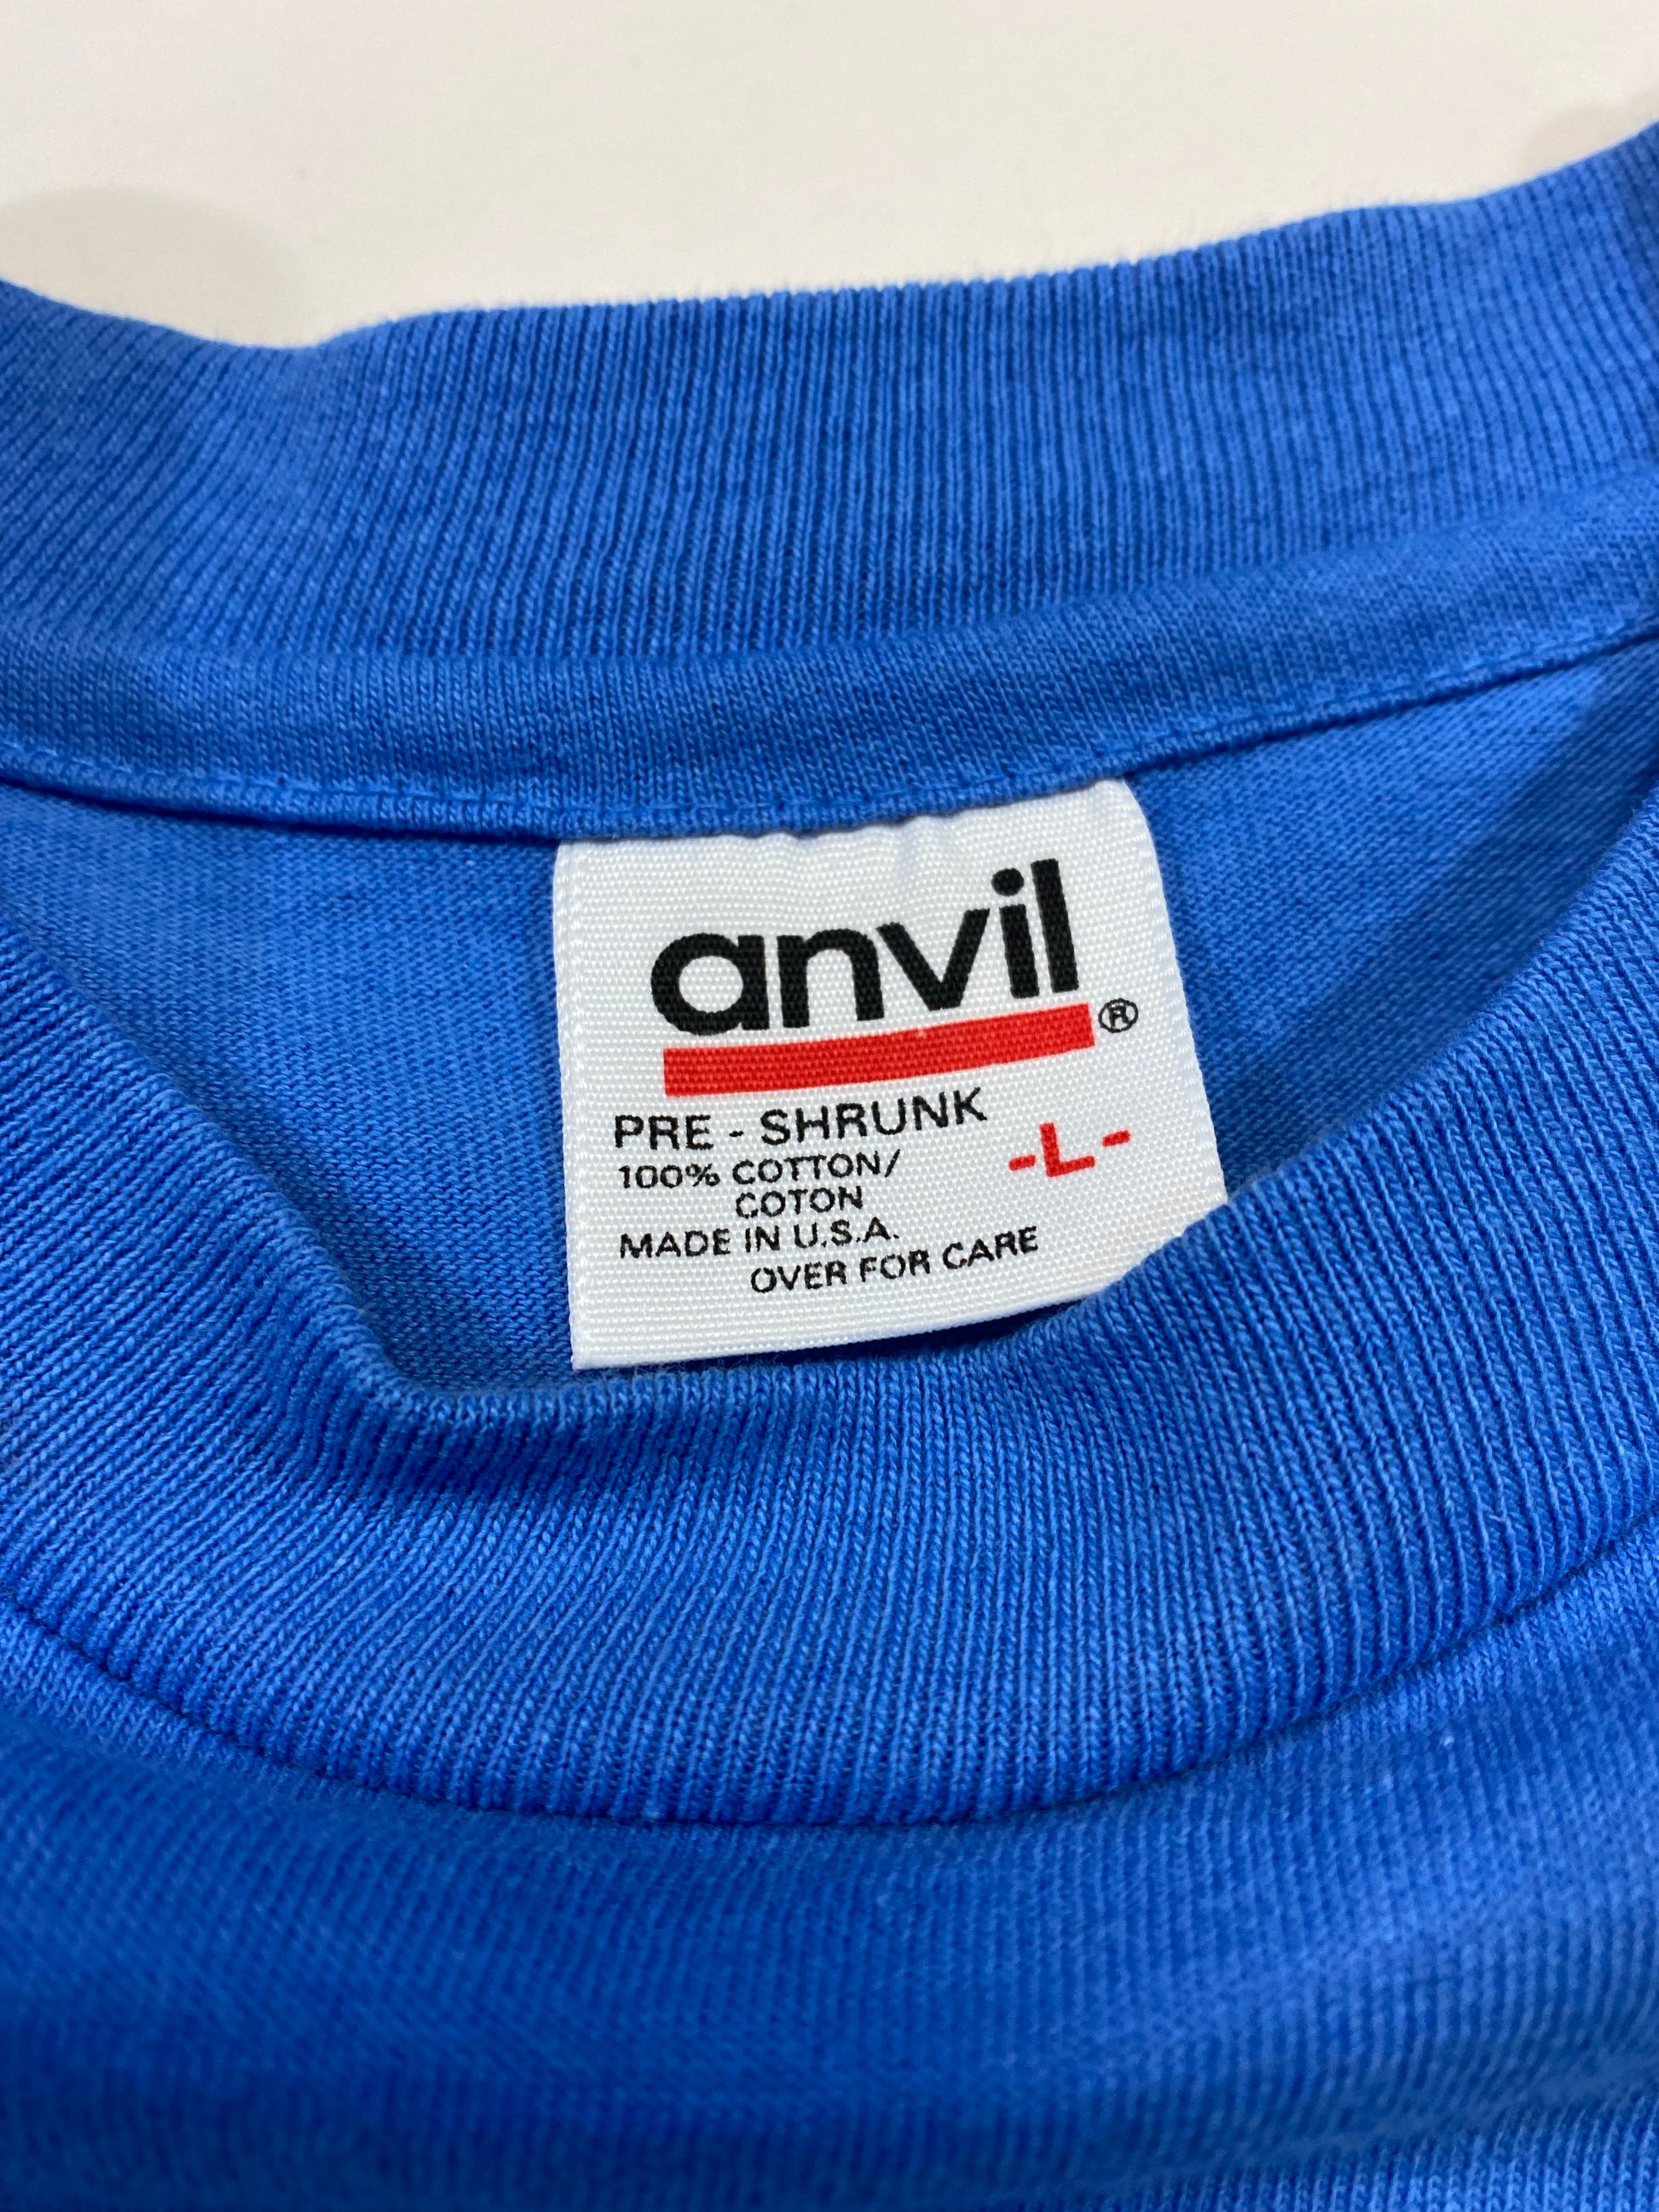 anvil®
PRE - SHRUNK
-L-
100% COTTON/
COTON
MADE IN U.S.A.
OVER FOR CARE